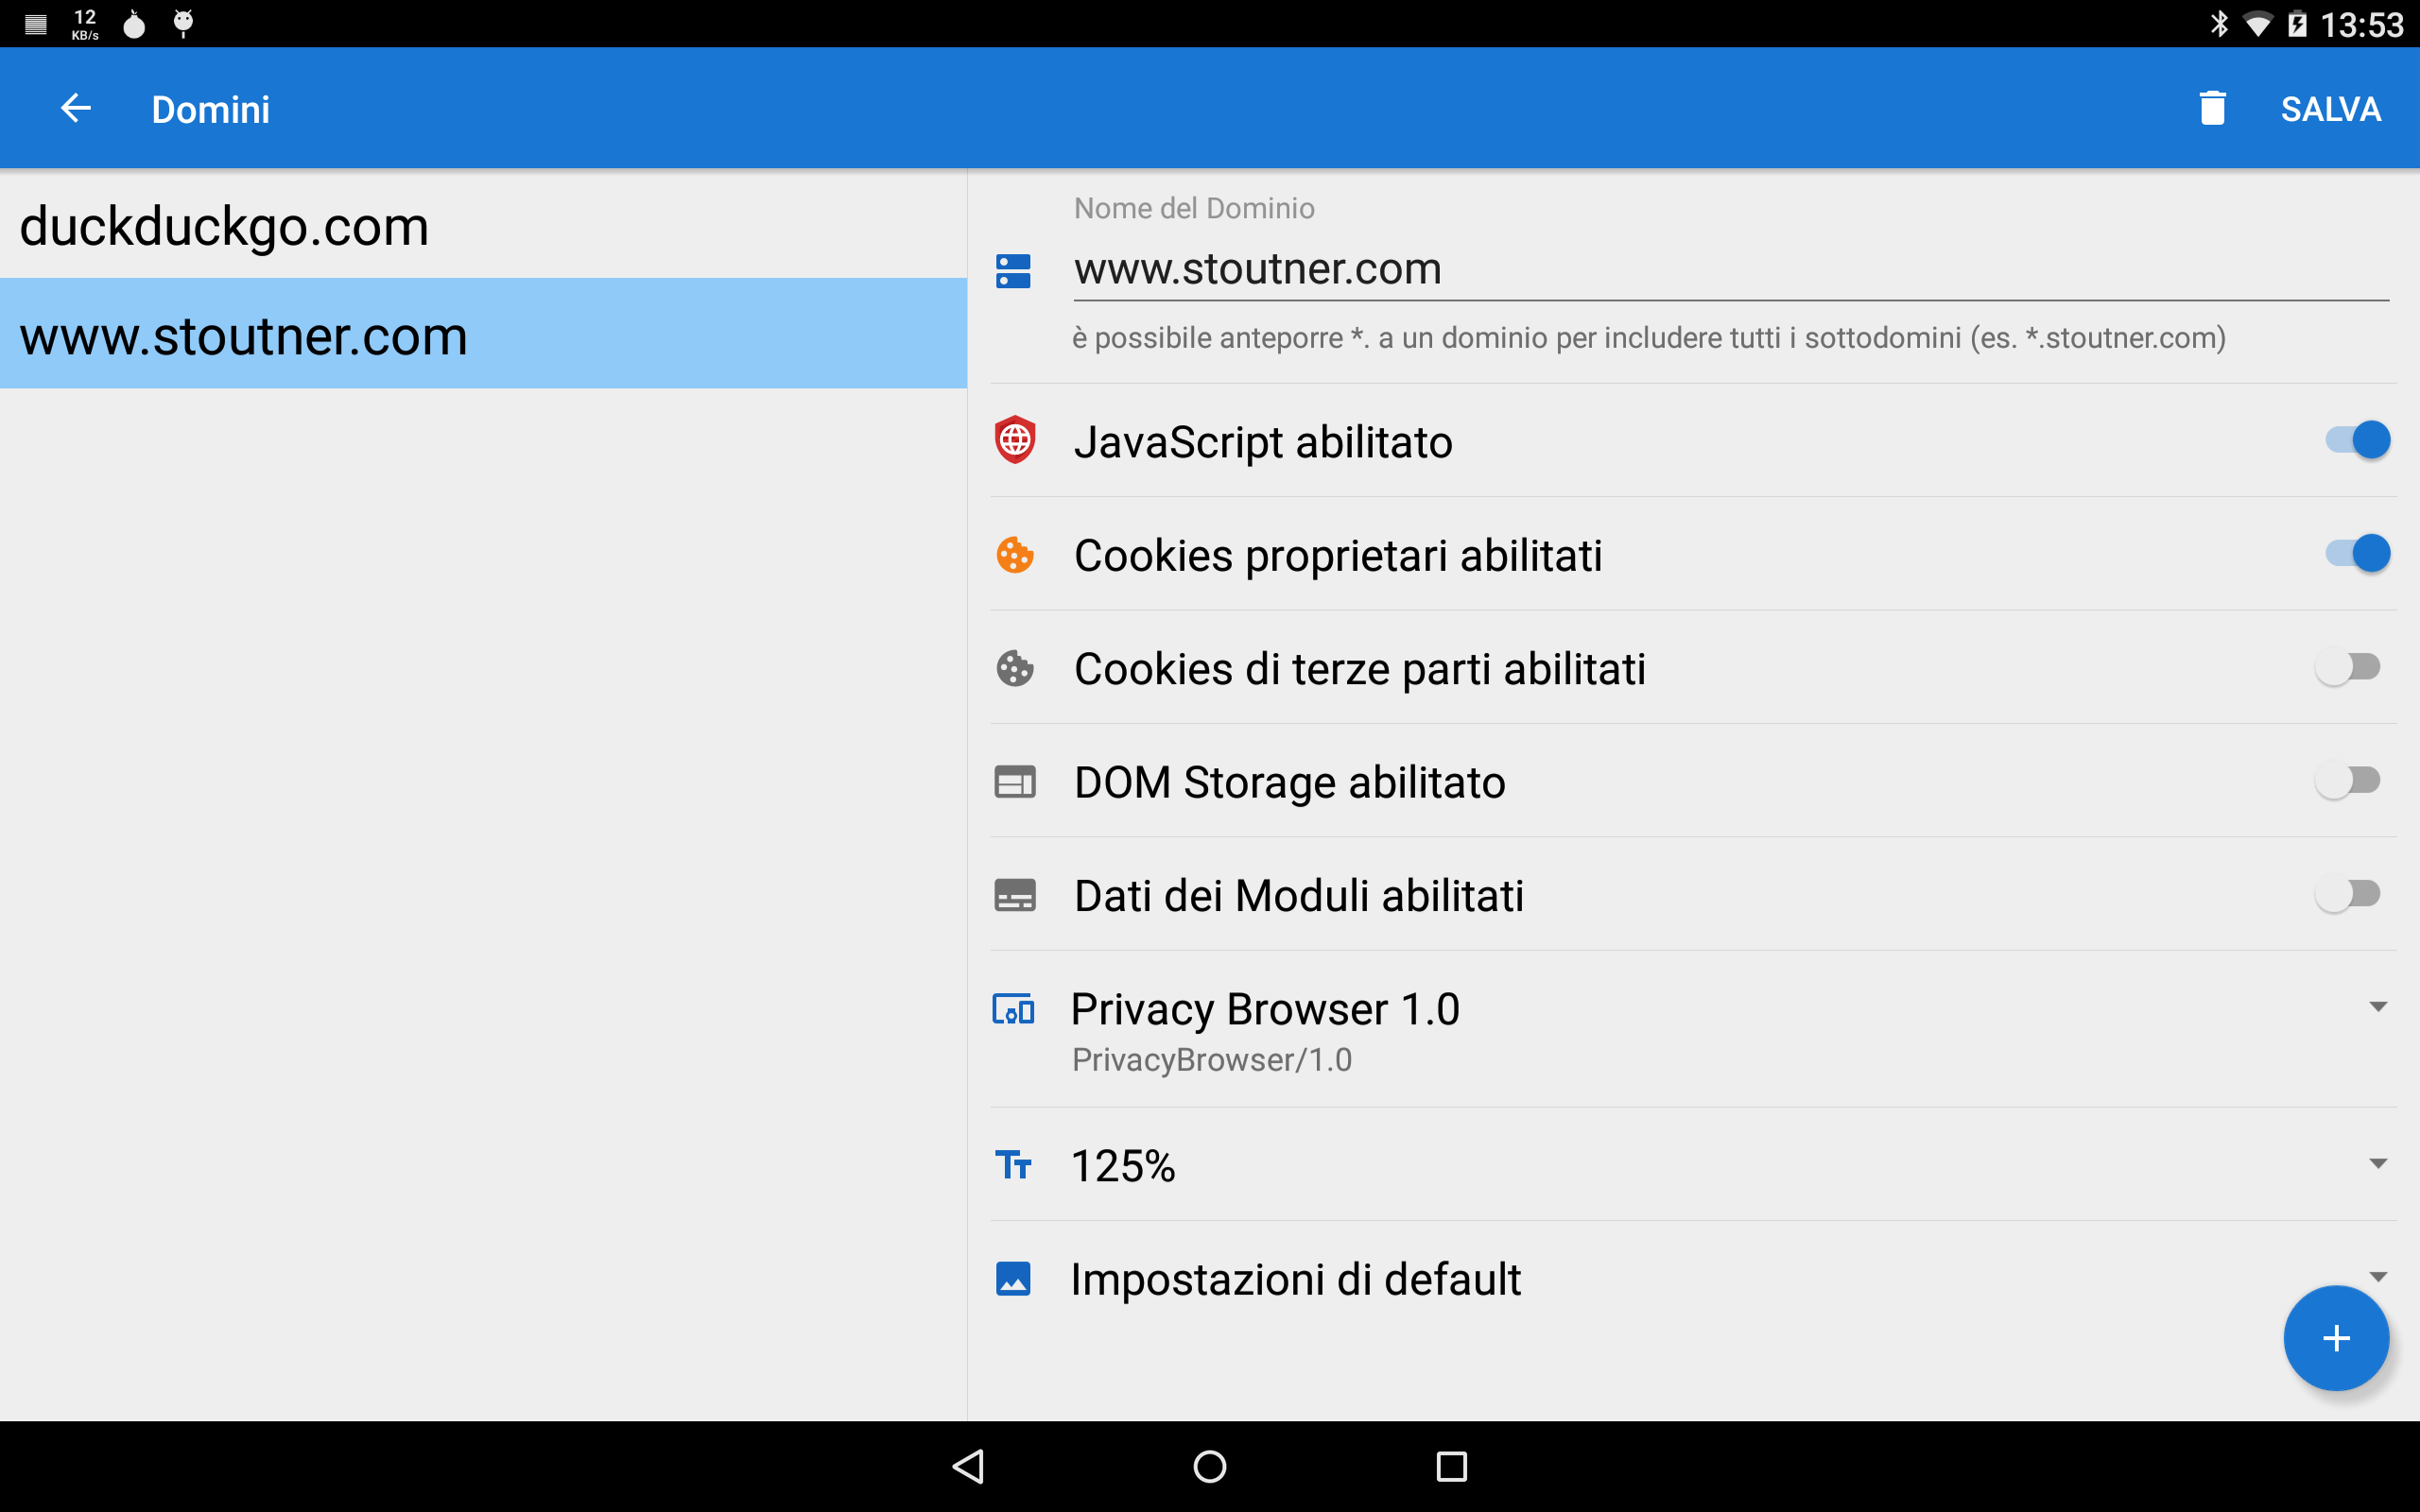 12
KB/s
13:53
Domini
SALVA
duckduckgo.com
www.stoutner.com
Nome del Dominio
www.stoutner.com
è possibile anteporre *. a un dominio per includere tutti i sottodomini (es. *.stoutner.com)
JavaScript abilitato
Cookies proprietari abilitati
Cookies di terze parti abilitati
DOM Storage abilitato
Dati dei Moduli abilitati
Privacy Browser 1.0
PrivacyBrowser/1.0
125%
Impostazioni di default